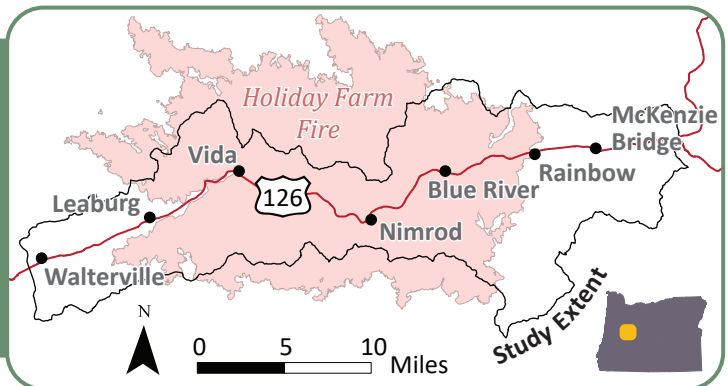 Holiday Farm
Fire
McKenzie
Bridge
Vida
Rainbow
Blue River
126
Leaburg
Nimrod
Walterville
Study Extent
N
0 5 10 Miles